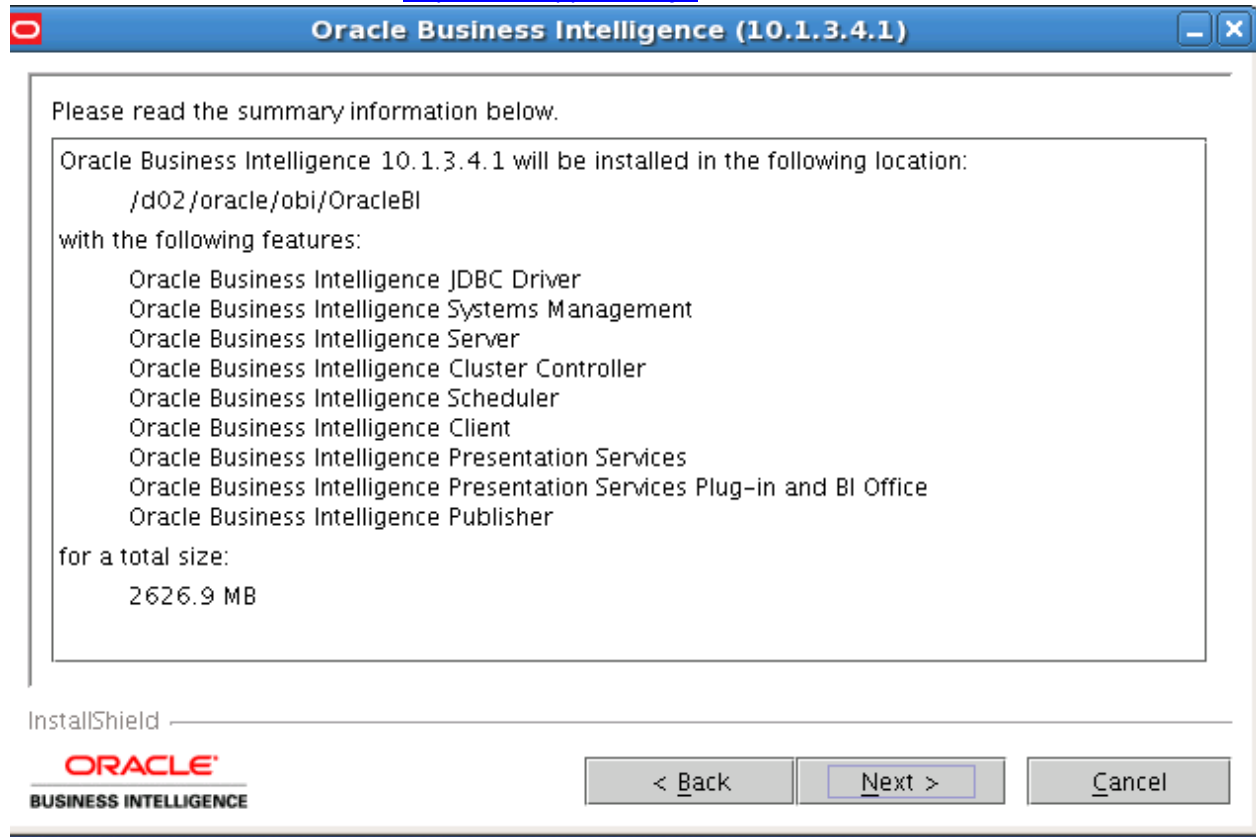 Oracle Business Intelligence (10.1.3.4.1)
Please read the summary information below.
Oracle Business Intelligence 10.1.3.4.1 will be installed in the following location:
/d02/oracle/obi/OracleBI
with the following features:
Oracle Business Intelligence JDBC Driver
Oracle Business Intelligence Systems Management
Oracle Business Intelligence Server
Oracle Business Intelligence Cluster Controller
Oracle Business Intelligence Scheduler
Oracle Business Intelligence Client
Oracle Business Intelligence Presentation Services
Oracle Business Intelligence Presentation Services Plug-in and BI Office
Oracle Business Intelligence Publisher
for a total size:
2626.9 MB
InstallShield
ORACLE
BUSINESS INTELLIGENCE
< Back
Next >
Cancel